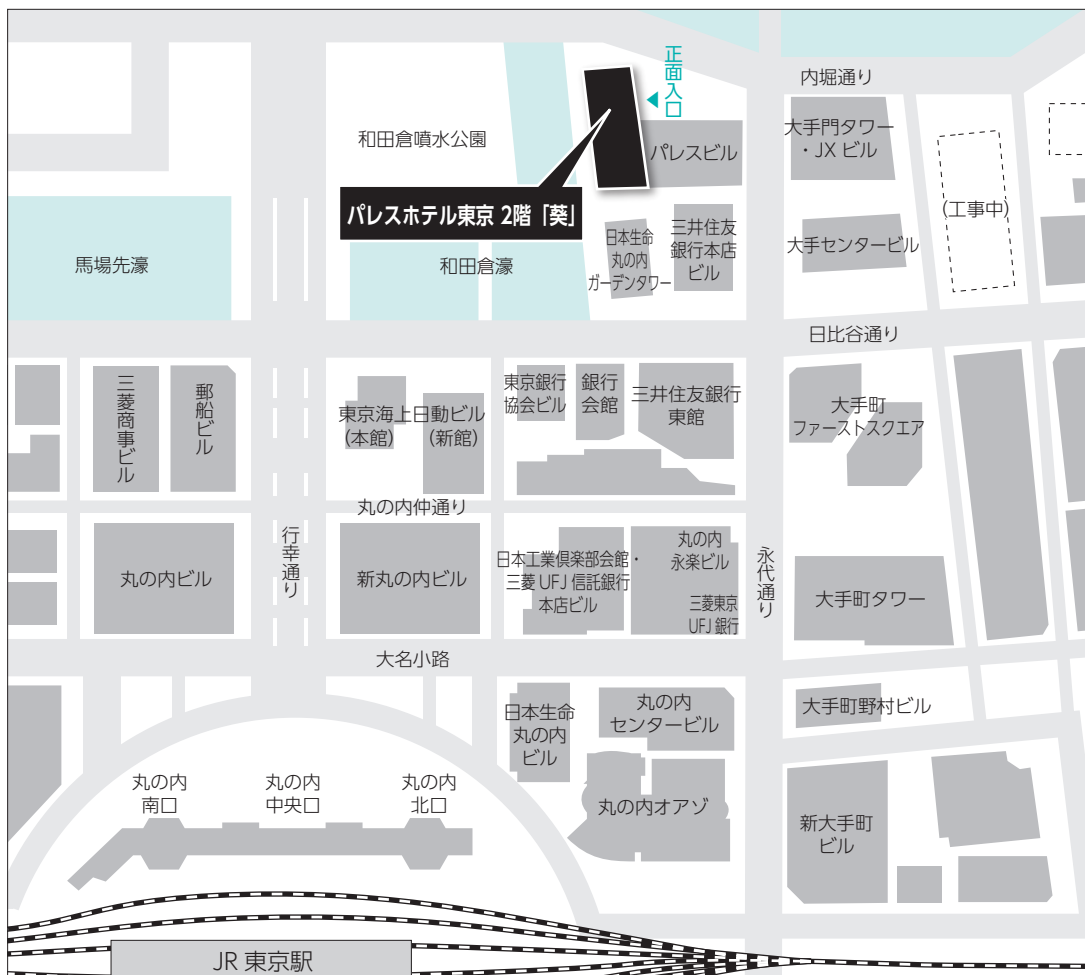 正面入口
内堀通り
和田倉噴水公園
パレスビル
大手門タワー
・JX ビル
パレスホテル東京 2階「葵」
(工事中)
日本生命
丸の内
ガーデンタワー
三井住友
銀行本店
ビル
大手センタービル
馬場先濠
和田倉濠
日比谷通り
三菱商事ビル
郵船ビル
東京海上日動ビル
(本館)
(新館)
東京銀行
協会ビル
銀行
会館
三井住友銀行
東館
大手町
ファーストスクエア
丸の内仲通り
行幸通り
永代通り
丸の内ビル
新丸の内ビル
日本工業倶楽部会館・
三菱 UFJ 信託銀行
本店ビル
丸の内
永楽ビル
三菱東京
UFJ 銀行
大手町タワー
大名小路
日本生命
丸の内
ビル
丸の内
センタービル
大手町野村ビル
丸の内
南口
丸の内
中央口
丸の内
北口
丸の内オアゾ
新大手町
ビル
JR 東京駅